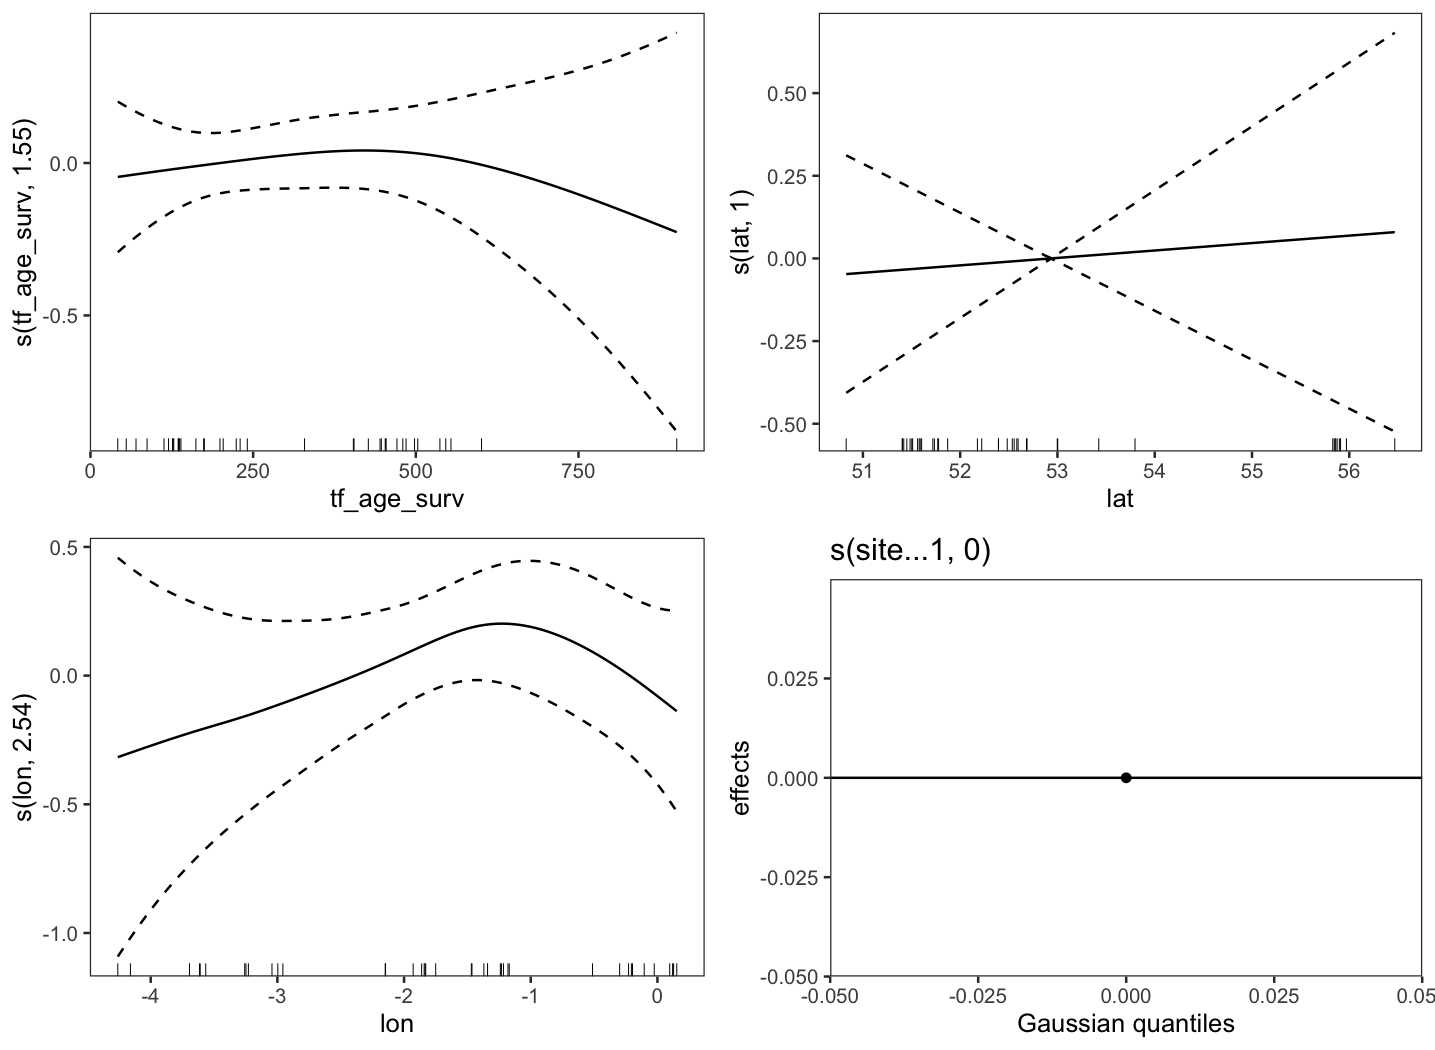 0.0
-0.5
s(tf_age_surv, 1.55)
0 250 500 750
tf_age_surv
0.50
0.25
0.00
-0.25
-0.50
s(lat, 1)
51 52 53 54 55 56
lat
0.5
0.0
-0.5
-1.0
s(lon, 2.54)
-4 -3 -2 -1 0
lon
s(site...1, 0)
0.025
0.000
-0.025
-0.050
effects
-0.050 -0.025 0.000 0.025 0.05
Gaussian quantiles